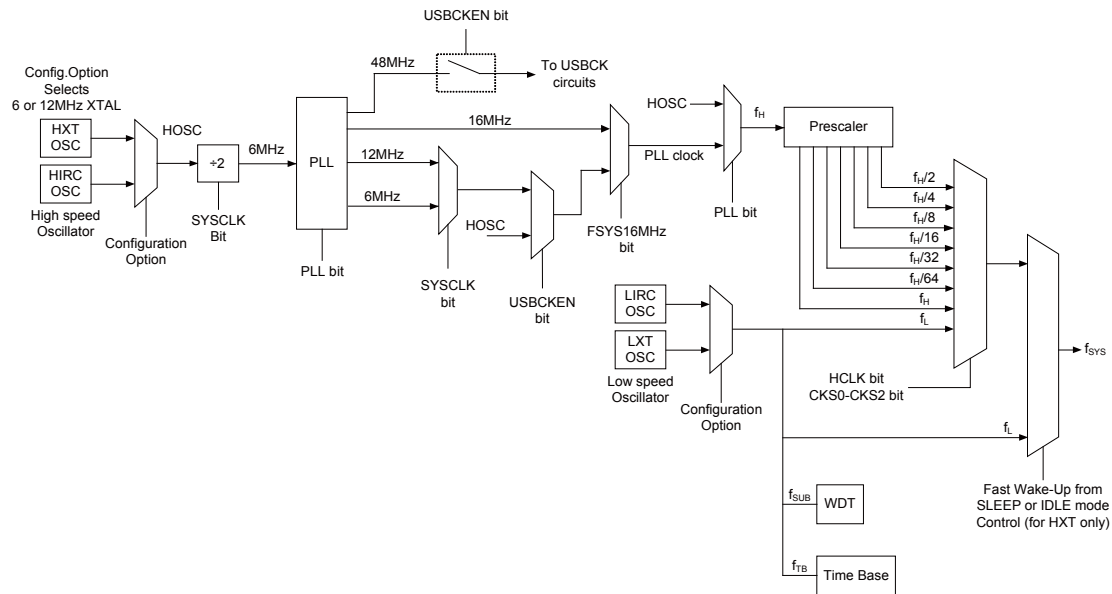 USBCKEN bit
48MHz
To USBCK
circuits
Config.Option
Selects
6 or 12MHz XTAL
HXT
OSC
HOSC
HIRC
OSC
High speed
Oscillator
Configuration
Option
÷2
SYSCLK
Bit
6MHz
PLL
PLL bit
16MHz
12MHz
6MHz
SYSCLK
bit
HOSC
USBCKEN
bit
FSYS16MHz
bit
PLL clock
HOSC
PLL bit
fH
Prescaler
fH/2
fH/4
fH/8
fH/16
fH/32
fH/64
fH
fL
LIRC
OSC
LXT
OSC
Low speed
Oscillator
Configuration
Option
HCLK bit
CKS0-CKS2 bit
fSYS
fL
Fast Wake-Up from
SLEEP or IDLE mode
Control (for HXT only)
fSUB
WDT
fTB
Time Base